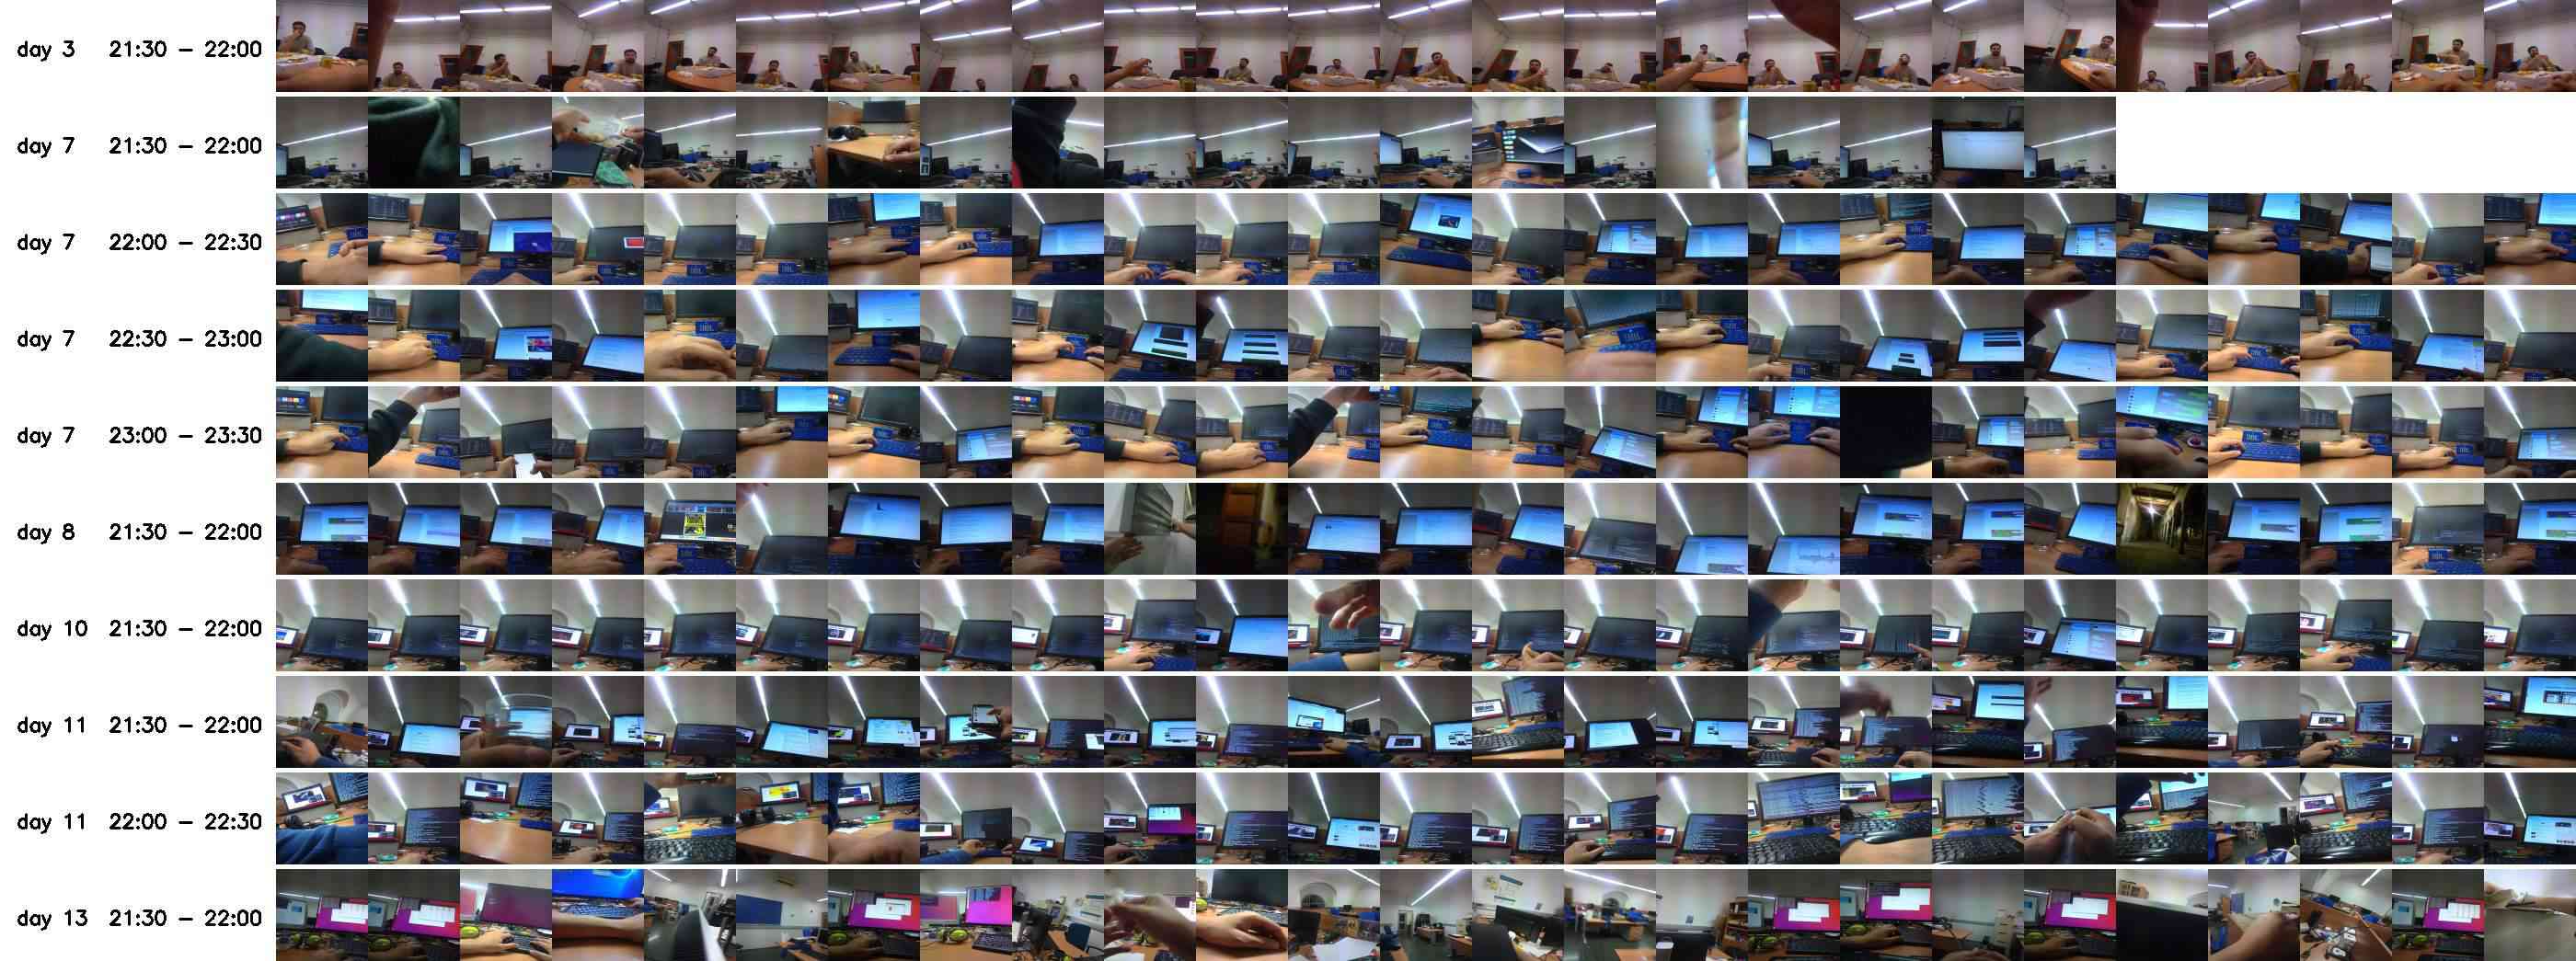 day 3 21:30 – 22:00
day 7 21:30 – 22:00
day 7 22:00 – 22:30
day 7 22:30 – 23:00
day 7 23:00 – 23:30
day 8 21:30 – 22:00
day 10 21:30 – 22:00
day 11 21:30 – 22:00
day 11 22:00 – 22:30
day 13 21:30 – 22:00